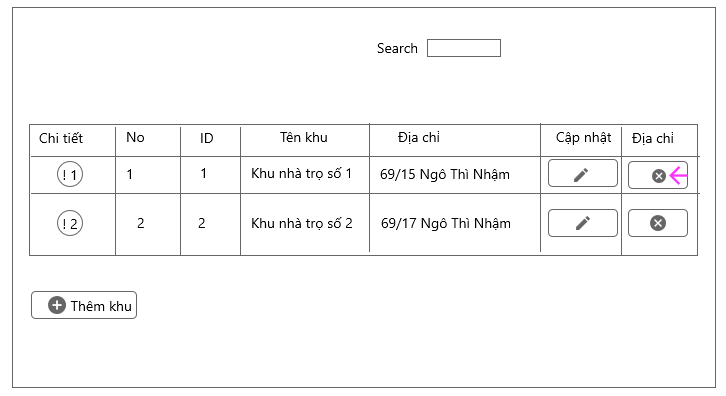 Search
Chi tiết No ID Tên khu Địa chỉ Cập nhật Địa chỉ
! 1 1 1 Khu nhà trọ số 1 69/15 Ngô Thì Nhậm
! 2 2 2 Khu nhà trọ số 2 69/17 Ngô Thì Nhậm
Thêm khu